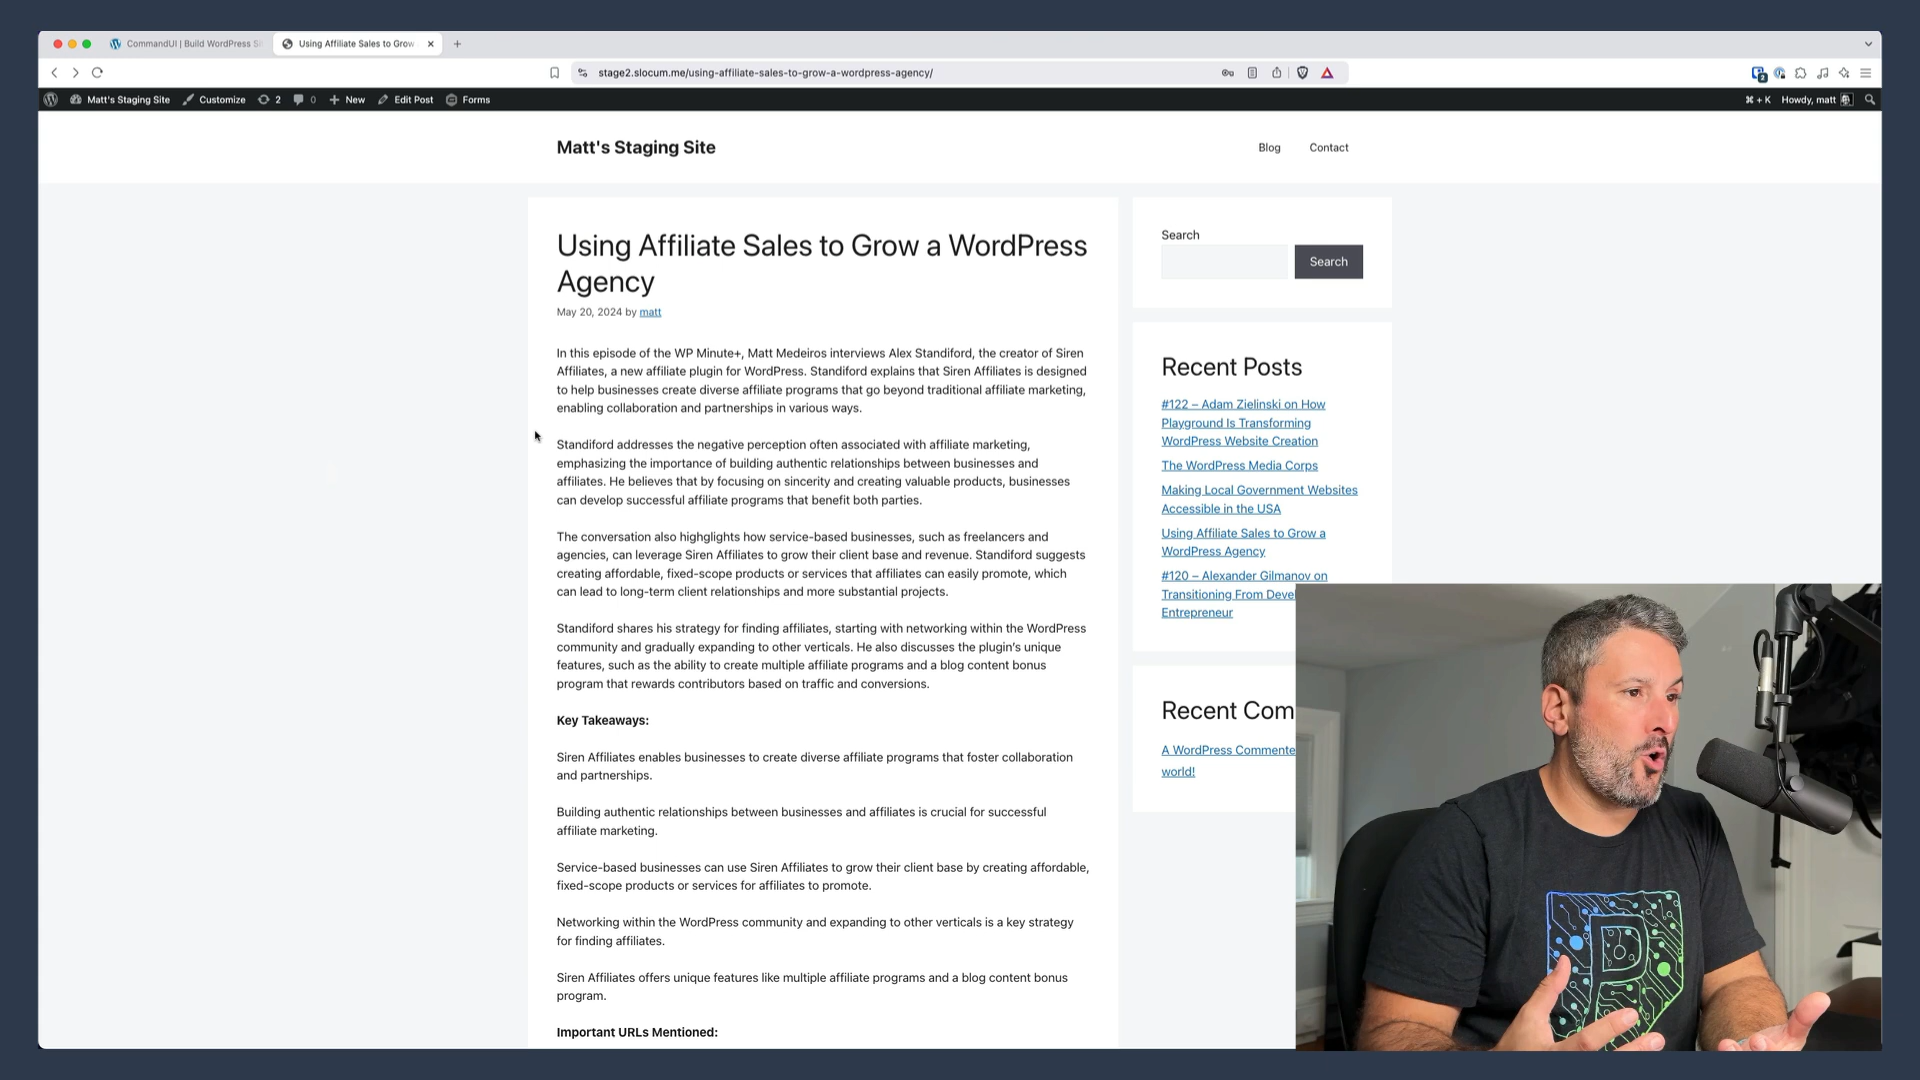 CommandUI | Build WordPress Si
Using Affiliate Sales to Grow
stage2.slocum.me/using-affiliate-sales-to-grow-a-wordpress-agency/
2
Matt's Staging Site
Customize
2
0
New
Edit Post
Forms
⌘ + K
Howdy, matt
Matt's Staging Site
Blog
Contact
Using Affiliate Sales to Grow a WordPress
Agency
May 20, 2024 by matt
In this episode of the WP Minute+, Matt Medeiros interviews Alex Standiford, the creator of Siren
Affiliates, a new affiliate plugin for WordPress. Standiford explains that Siren Affiliates is designed
to help businesses create diverse affiliate programs that go beyond traditional affiliate marketing,
enabling collaboration and partnerships in various ways.
Standiford addresses the negative perception often associated with affiliate marketing,
emphasizing the importance of building authentic relationships between businesses and
affiliates. He believes that by focusing on sincerity and creating valuable products, businesses
can develop successful affiliate programs that benefit both parties.
The conversation also highglights how service-based businesses, such as freelancers and
agencies, can leverage Siren Affiliates to grow their client base and revenue. Standiford suggests
creating affordable, fixed-scope products or services that affiliates can easily promote, which
can lead to long-term client relationships and more substantial projects.
Standiford shares his strategy for finding affiliates, starting with networking within the WordPress
community and gradually expanding to other verticals. He also discusses the plugin's unique
features, such as the ability to create multiple affiliate programs and a blog content bonus
program that rewards contributors based on traffic and conversions.
Key Takeaways:
Siren Affiliates enables businesses to create diverse affiliate programs that foster collaboration
and partnerships.
Building authentic relationships between businesses and affiliates is crucial for successful
affiliate marketing.
Service-based businesses can use Siren Affiliates to grow their client base by creating affordable,
fixed-scope products or services for affiliates to promote.
Networking within the WordPress community and expanding to other verticals is a key strategy
for finding affiliates.
Siren Affiliates offers unique features like multiple affiliate programs and a blog content bonus
program.
Important URLs Mentioned:
Search
Search
Recent Posts
#122 – Adam Zielinski on How
Playground Is Transforming
WordPress Website Creation
The WordPress Media Corps
Making Local Government Websites
Accessible in the USA
Using Affiliate Sales to Grow a
WordPress Agency
#120 – Alexander Gilmanov on
Transitioning From Deve
Entrepreneur
Recent Com
A WordPress Commente
world!